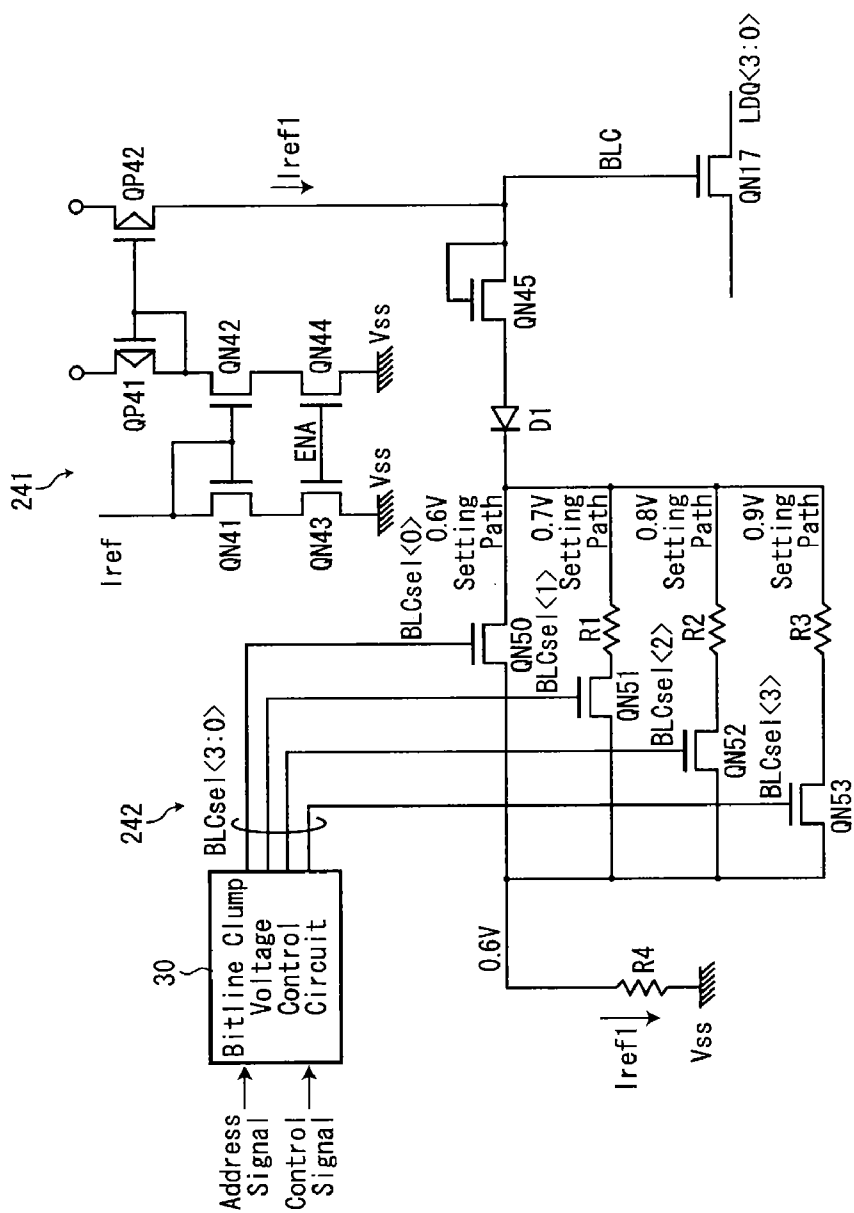 241
Iref
QP41
QP42
QN41
QN42
Iref1
ENA
QN43
QN44
Vss
Vss
242
BLCsel<3:0>
30
Bitline Clump
Voltage
Control
Circuit
Address
Signal
Control
Signal
BLCsel<0>
0.6V
Setting
Path
QN50
D1
QN45
BLC
QN17
LDQ<3:0>
BLCsel<1>
0.7V
Setting
Path
QN51
R1
BLCsel<2>
0.8V
Setting
Path
QN52
R2
BLCsel<3>
0.9V
Setting
Path
QN53
R3
0.6V
Iref1
R4
Vss